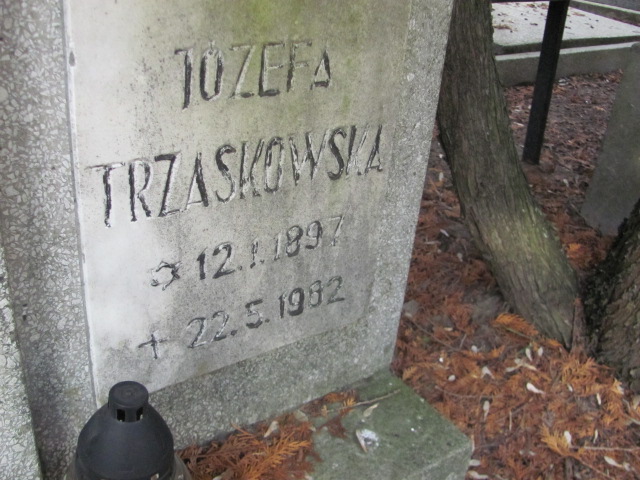 JÓZEFA
TRZASKOWSKA
✩ 12.1.1897
+ 22.5.1982